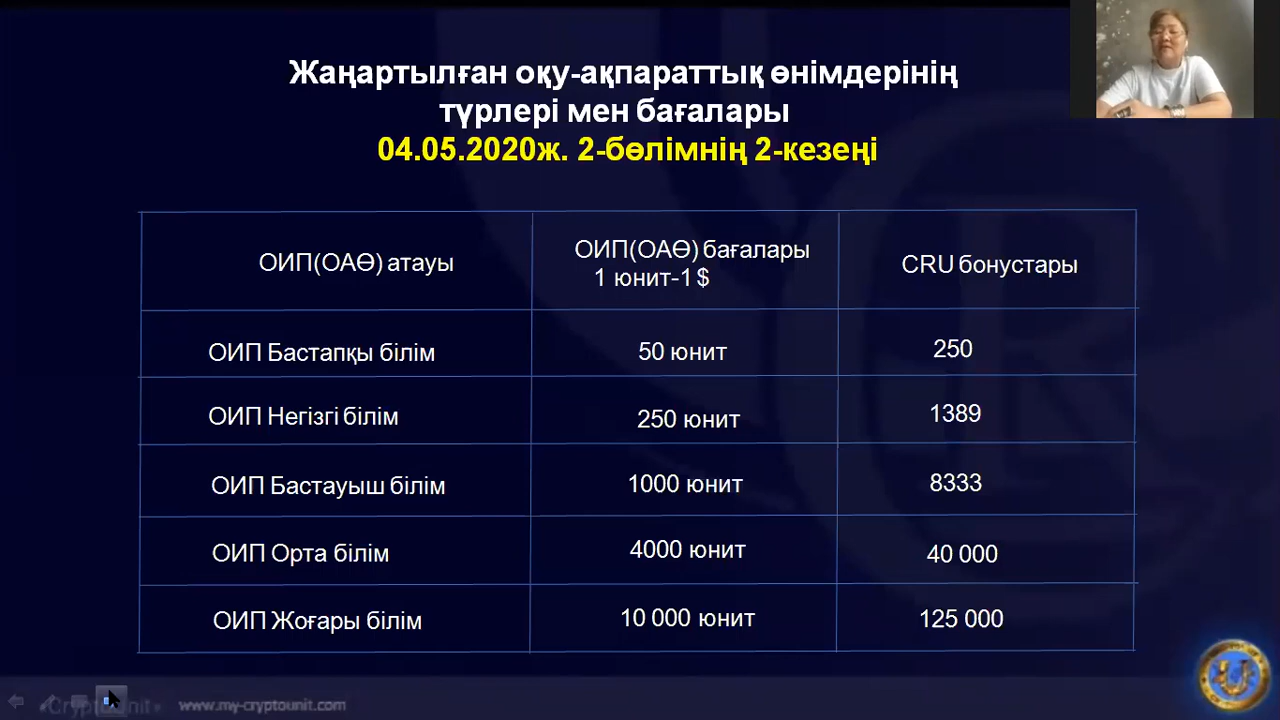 Жаңартылған оқу-ақпараттық өнімдерінің
түрлері мен бағалары
04.05.2020ж. 2-бөлімнің 2-кезеңі
ОИП(ОАӨ) атауы
ОИП(ОАӨ) бағалары
1 юнит-1 $
CRU бонустары
ОИП Бастапқы білім
50 юнит
250
ОИП Негізгі білім
250 юнит
1389
ОИП Бастауыш білім
1000 юнит
8333
ОИП Орта білім
4000 юнит
40 000
ОИП Жоғары білім
10 000 юнит
125 000
Cryptounit
www.my-cryptounit.com